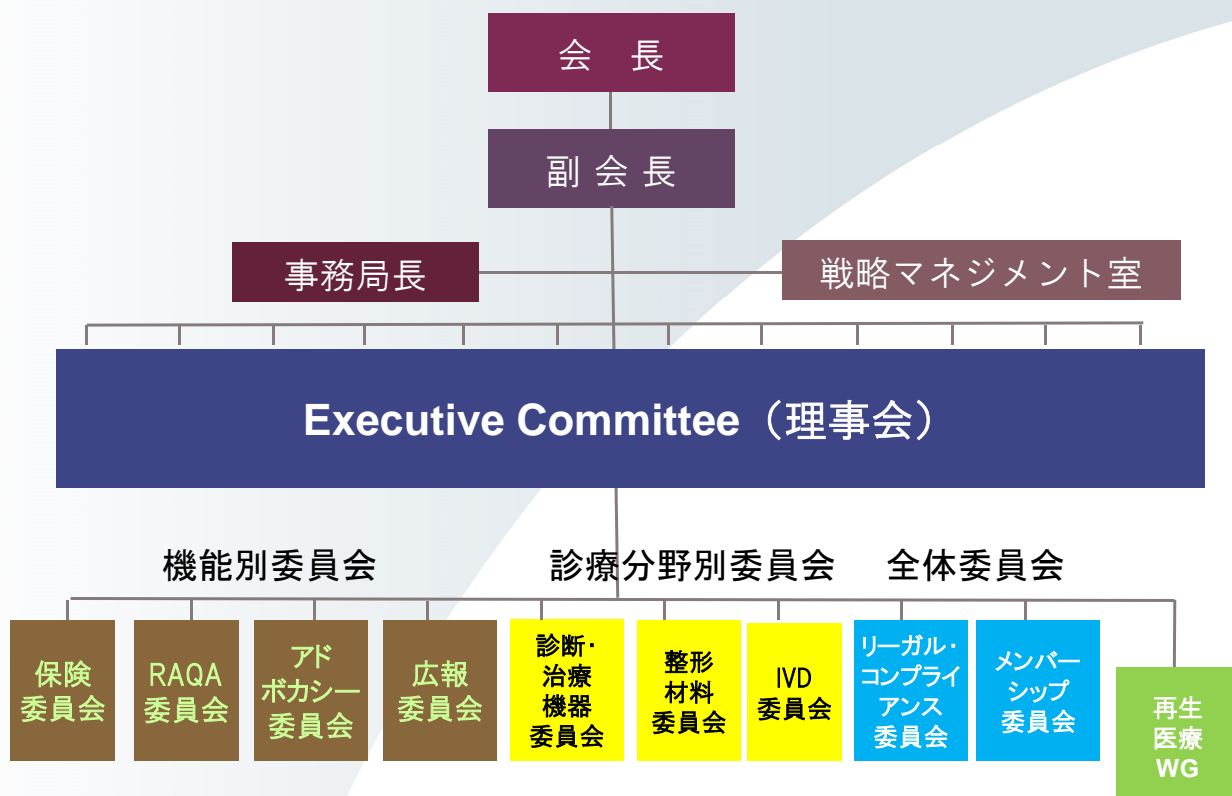 会　長
副 会 長
事務局長
戦略マネジメント室
Executive Committee（理事会）
機能別委員会
診療分野別委員会
全体委員会
保険
委員会
RAQA
委員会
アド
ボカシー
委員会
広報
委員会
診断・
治療
機器
委員会
整形
材料
委員会
IVD
委員会
リーガル・
コンプライ
アンス
委員会
メンバー
シップ
委員会
再生
医療
WG